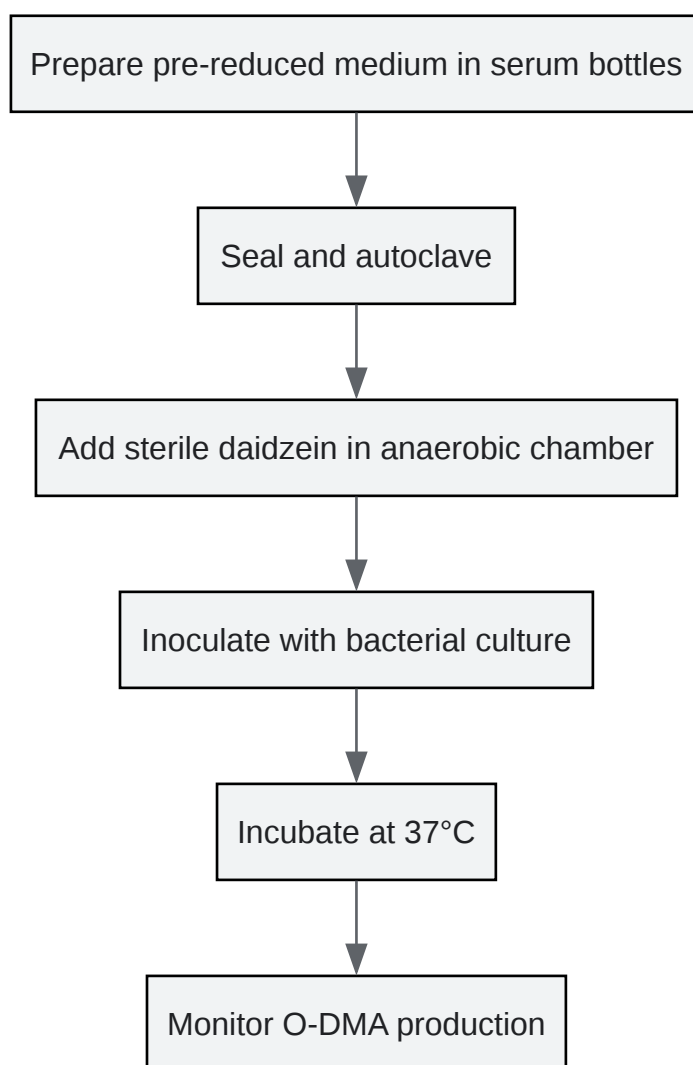 Prepare pre-reduced medium in serum bottles
Seal and autoclave
Add sterile daidzein in anaerobic chamber
Inoculate with bacterial culture
Incubate at 37°C
Monitor O-DMA production